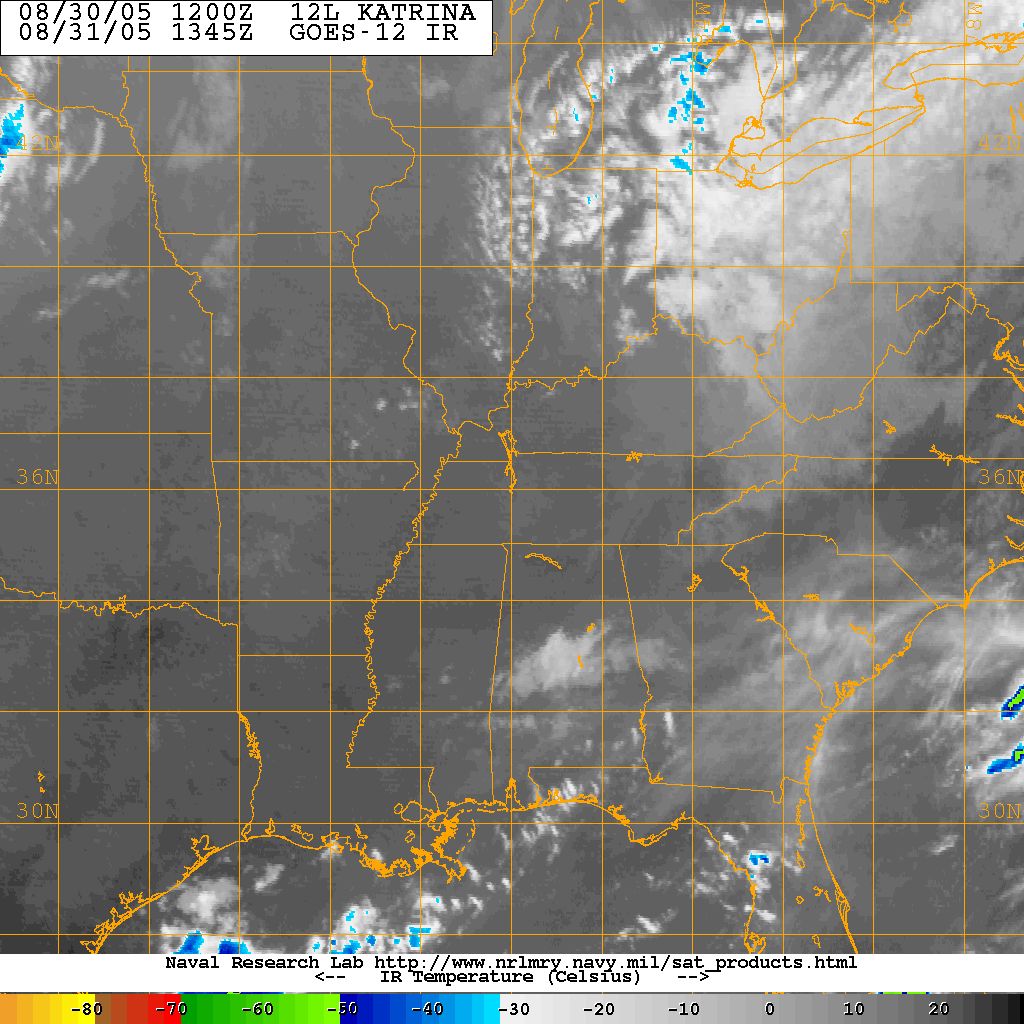 08/30/05 1200Z 12L KATRINA
08/31/05 1345Z GOES-12 IR
42N 42N
36N 36N
30N 30N
Naval Research Lab http://www.nrlmry.navy.mil/sat_products.html
<-- IR Temperature (Celsius) -->
-80 -70 -60 -50 -40 -30 -20 -10 0 10 20